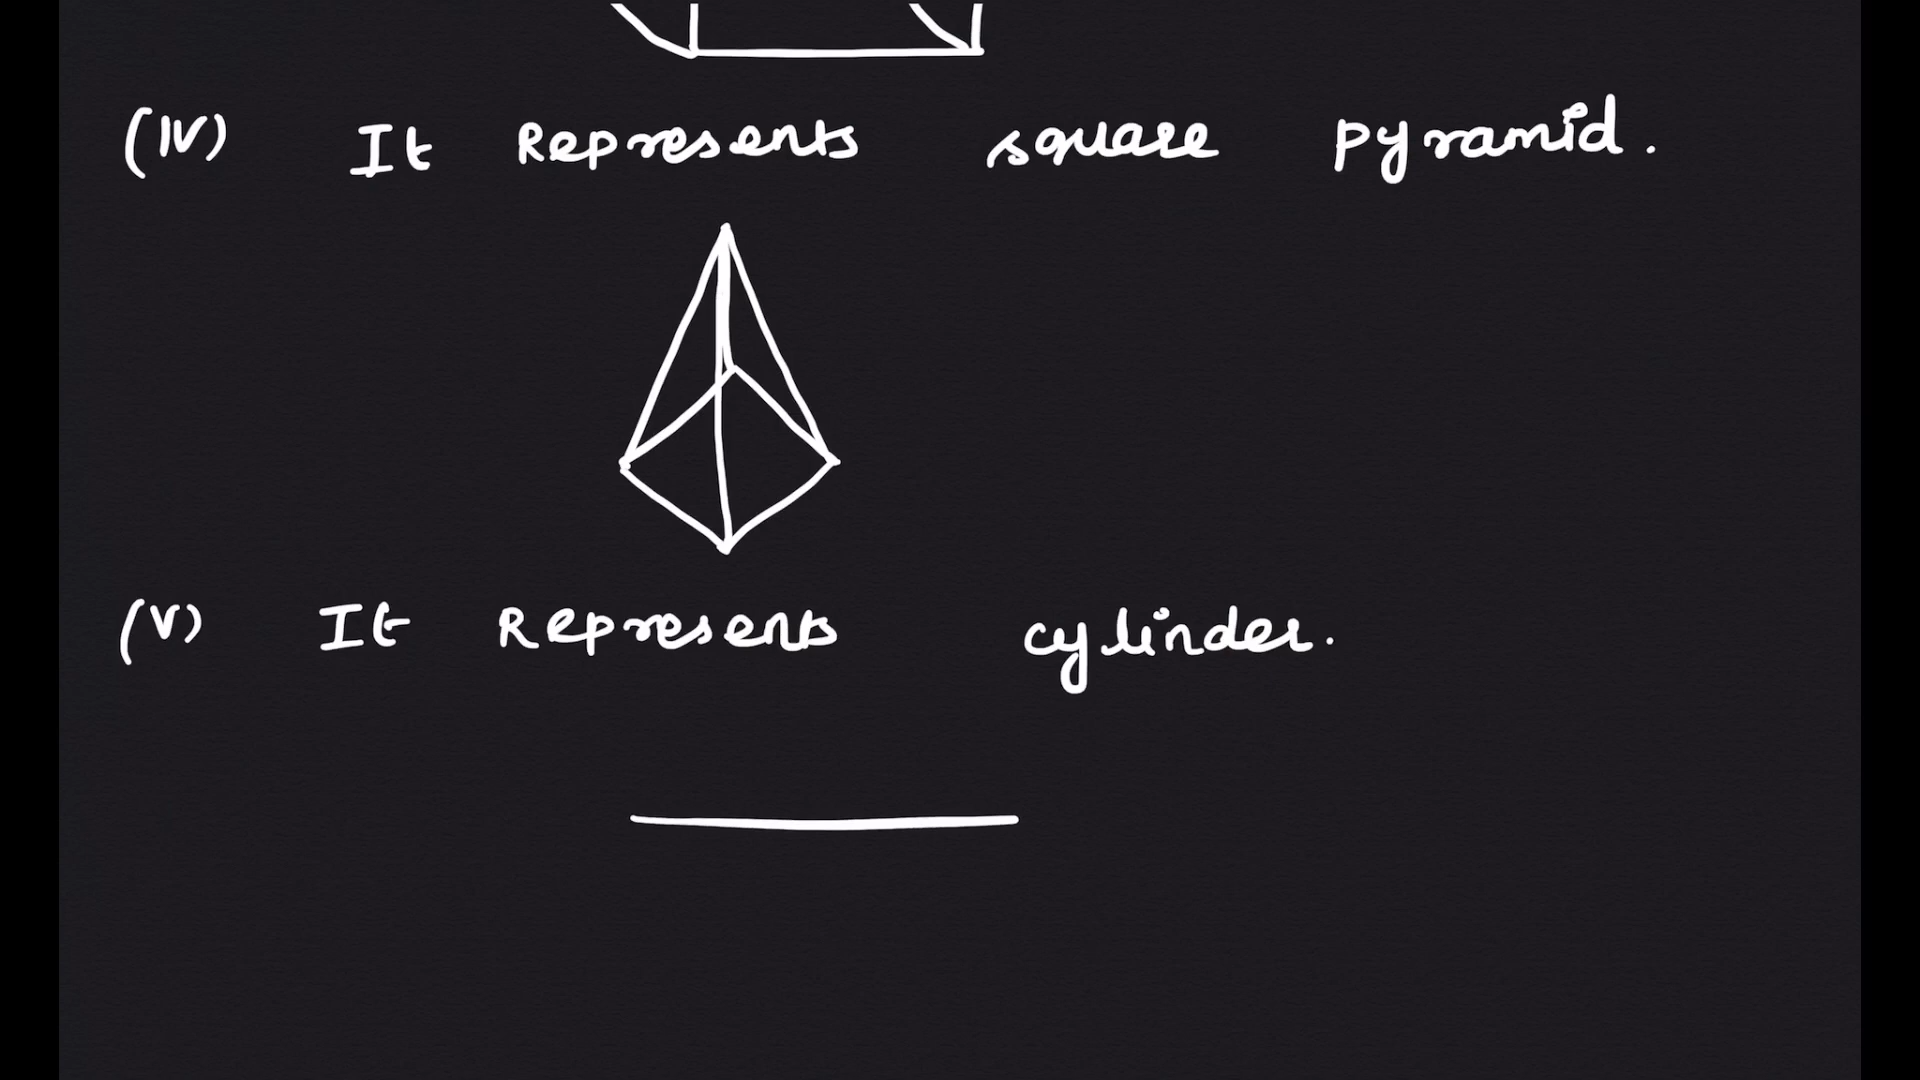 (IV) It Represents square pyramid.
(V) It Represents cylinder.